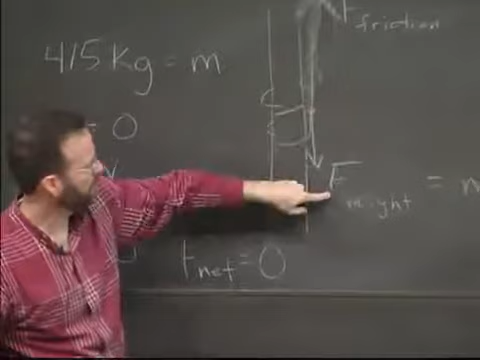 F friction
415 Kg = m
= 0
F weight = m
F net = 0